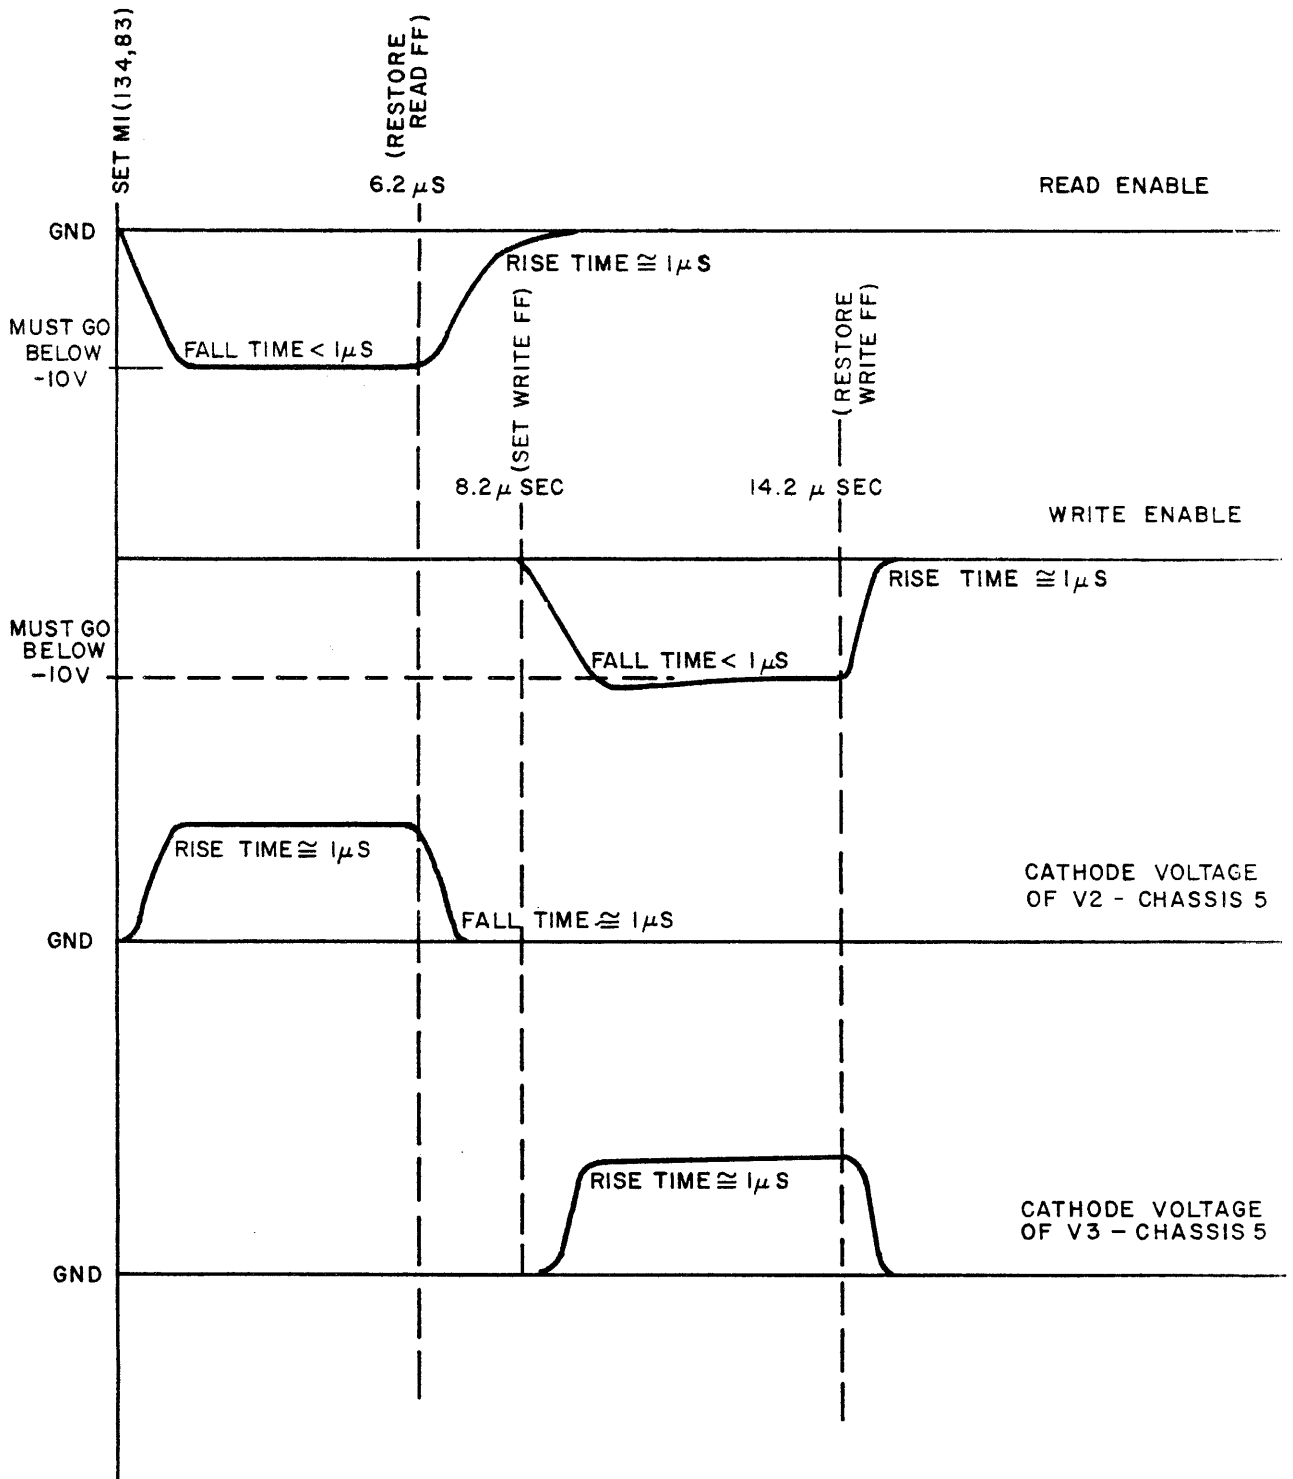 SET M1 (134,83)
(RESTORE
READ FF)
6.2 μS
READ ENABLE
GND
RISE TIME ≅ 1μS
MUST GO
BELOW
-10V
FALL TIME < 1μS
(SET WRITE FF)
(RESTORE
WRITE FF)
8.2 μ SEC
14.2 μ SEC
WRITE ENABLE
RISE TIME ≅ 1μS
MUST GO
BELOW
-10V
FALL TIME < 1μS
RISE TIME ≅ 1μS
CATHODE VOLTAGE
OF V2 - CHASSIS 5
FALL TIME ≅ 1μS
GND
RISE TIME ≅ 1μS
CATHODE VOLTAGE
OF V3 - CHASSIS 5
GND